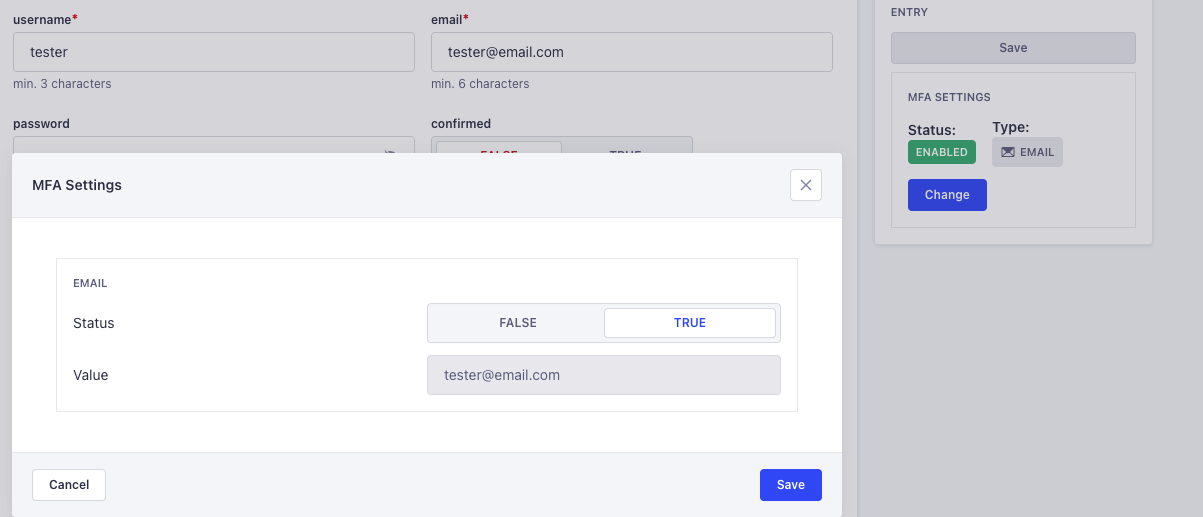 username*
email*
tester
tester@email.com
min. 3 characters
min. 6 characters
password
confirmed
FALSE
TRUE
ENTRY
Save
MFA SETTINGS
Status:
Type:
ENABLED
EMAIL
Change
MFA Settings
EMAIL
Status
FALSE
TRUE
Value
tester@email.com
Cancel
Save